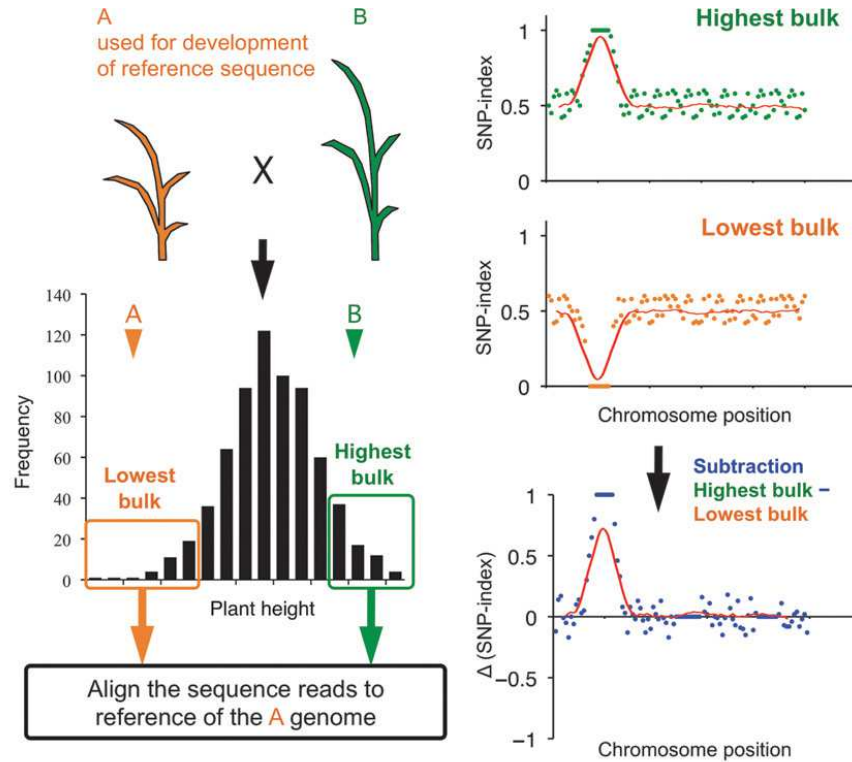 A
used for development
of reference sequence
B
X
140
120
100
80
60
40
20
0
Frequency
A
B
Lowest
bulk
Highest
bulk
Plant height
Align the sequence reads to
reference of the A genome
Highest bulk
SNP-index
1
0.5
0
Lowest bulk
SNP-index
1
0.5
0
Chromosome position
Subtraction
Highest bulk –
Lowest bulk
Δ (SNP-index)
1
0.5
0
−0.5
−1
Chromosome position